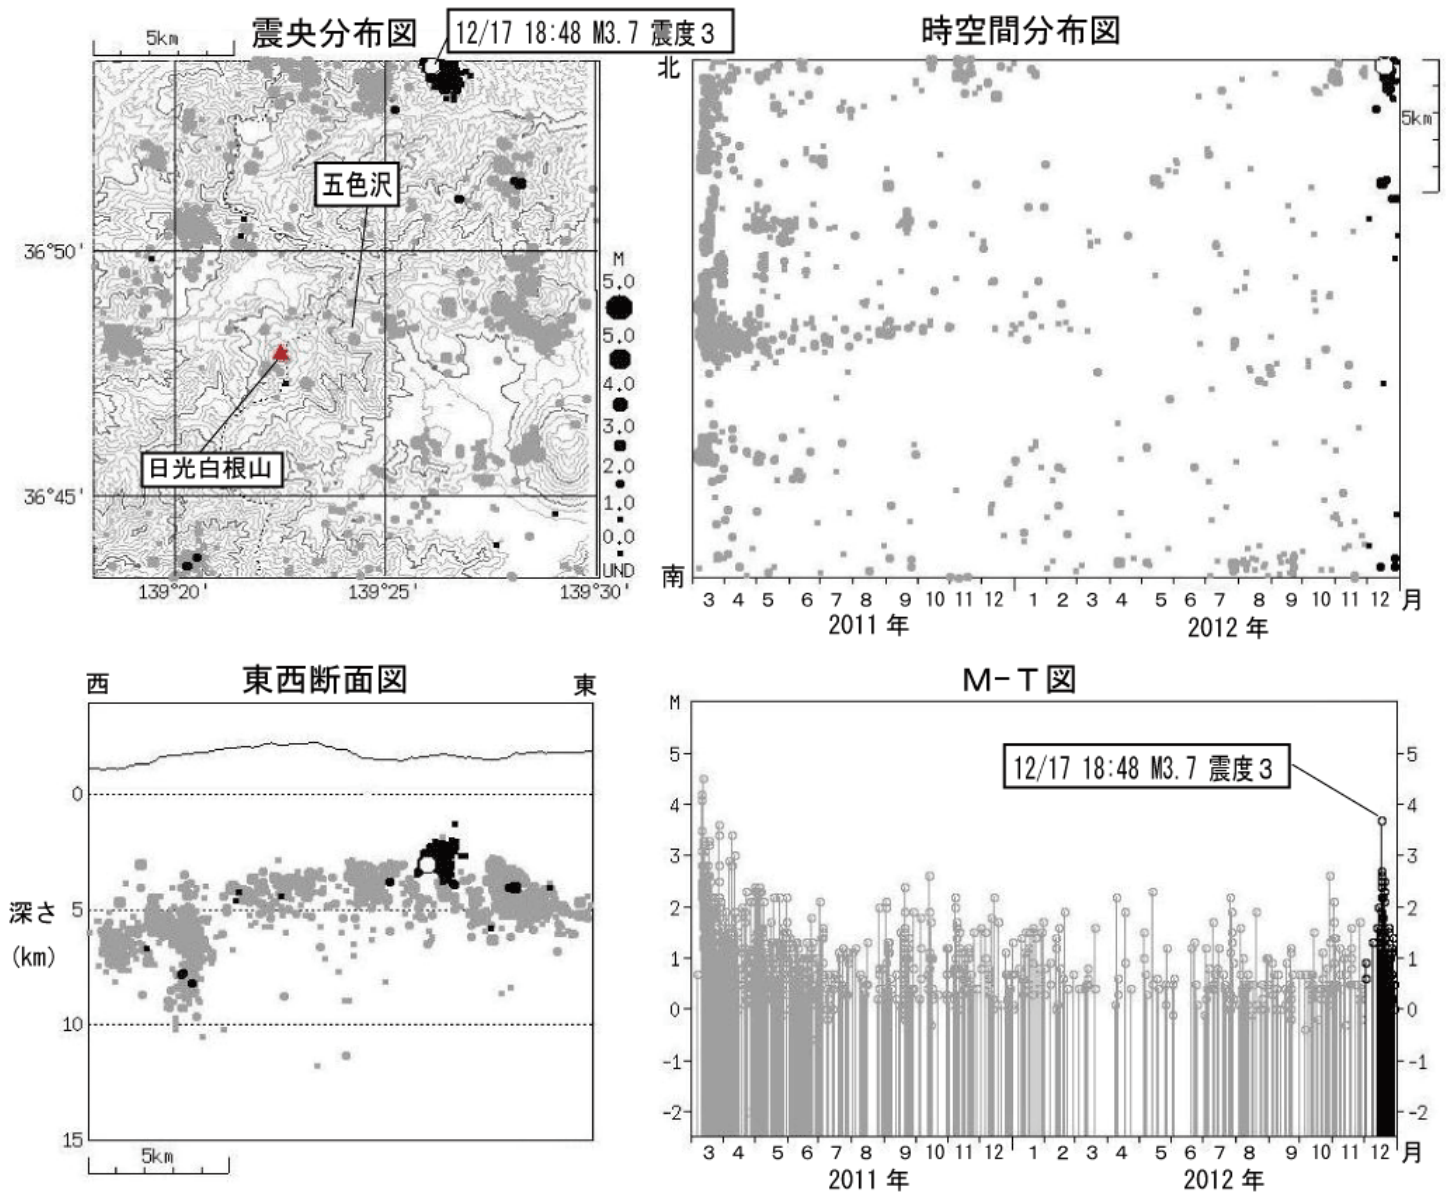 震央分布図
12/17 18:48 M3.7 震度3
5km
五色沢
日光白根山
36°50'
36°45'
139°20'
139°25'
139°30'
M
5.0
5.0
4.0
3.0
2.0
1.0
0.0
UND
時空間分布図
北
南
5km
3 4 5 6 7 8 9 10 11 12 1 2 3 4 5 6 7 8 9 10 11 12 月
2011 年
2012 年
東西断面図
西
東
深さ
(km)
0
5
10
15
5km
M-T図
12/17 18:48 M3.7 震度3
M
5
4
3
2
1
0
-1
-2
5
4
3
2
1
0
-1
-2
3 4 5 6 7 8 9 10 11 12 1 2 3 4 5 6 7 8 9 10 11 12 月
2011 年
2012 年